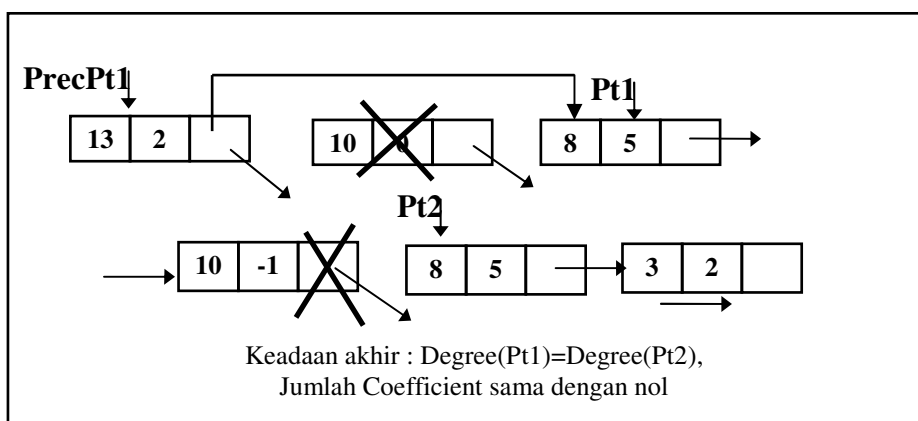 PrecPt1
Pt1
13 2
10 0
8 5
Pt2
10 -1
8 5
3 2
Keadaan akhir : Degree(Pt1)=Degree(Pt2),
Jumlah Coefficient sama dengan nol